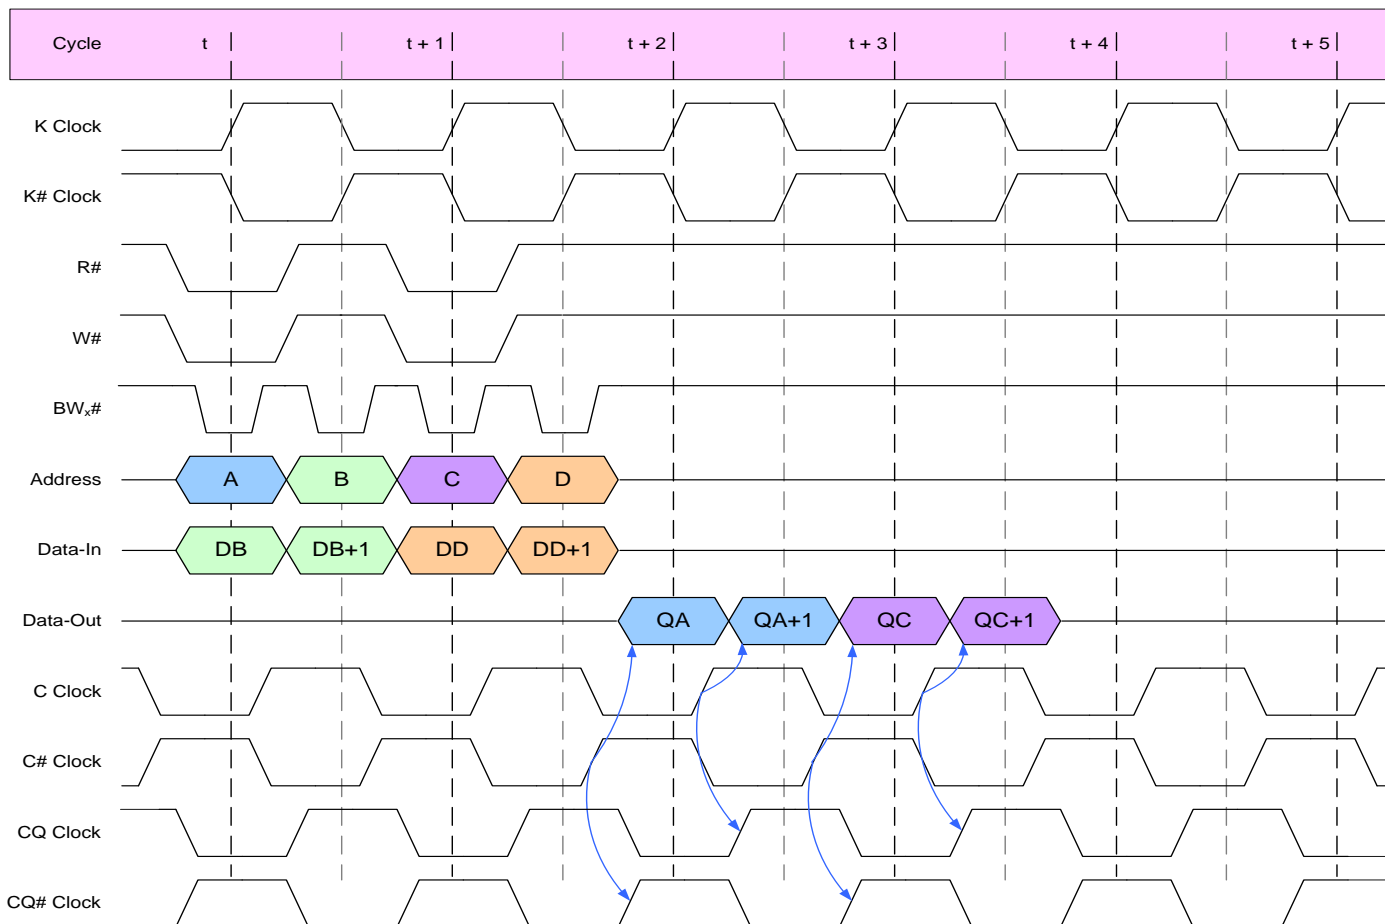 Cycle t t + 1 t + 2 t + 3 t + 4 t + 5
K Clock
K# Clock
R#
W#
BWₓ#
Address A B C D
Data-In DB DB+1 DD DD+1
Data-Out QA QA+1 QC QC+1
C Clock
C# Clock
CQ Clock
CQ# Clock